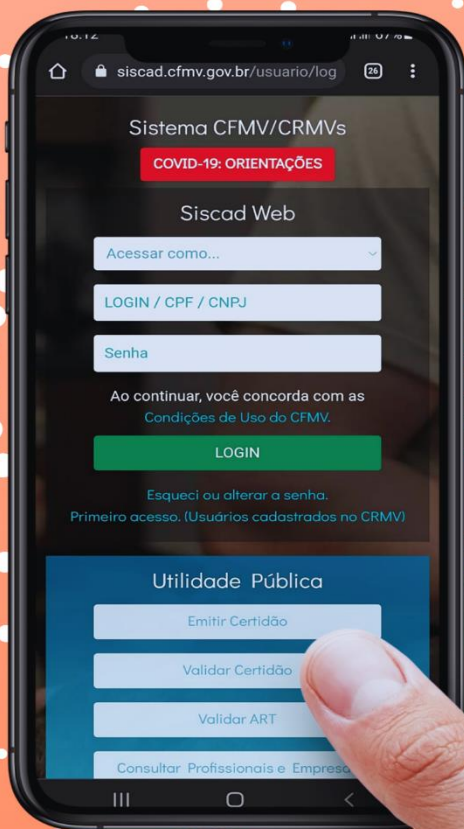 siscad.cfmv.gov.br/usuario/log
26
Sistema CFMV/CRMVs
COVID-19: ORIENTAÇÕES
Siscad Web
Acessar como...
LOGIN / CPF / CNPJ
Senha
Ao continuar, você concorda com as
Condições de Uso do CFMV.
LOGIN
Esqueci ou alterar a senha.
Primeiro acesso. (Usuários cadastrados no CRMV)
Utilidade Pública
Emitir Certidão
Validar Certidão
Validar ART
Consultar Profissionais e